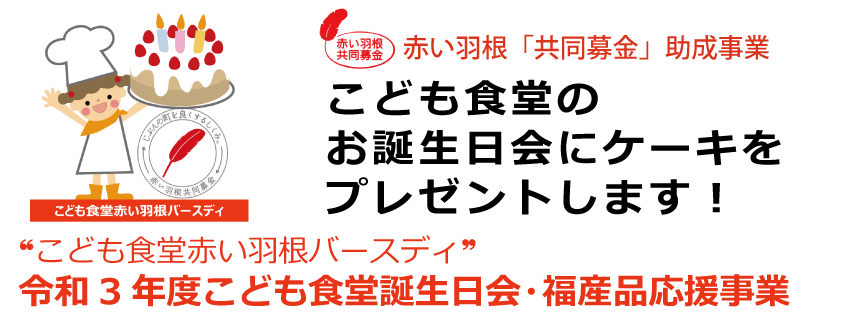 赤い羽根
共同募金
赤い羽根「共同募金」助成事業
こども食堂の
お誕生日会にケーキを
プレゼントします！
じぶんの町を良くするしくみ。
赤い羽根共同募金
こども食堂赤い羽根バースディ
❝こども食堂赤い羽根バースディ❞
令和3年度こども食堂誕生日会・福産品応援事業